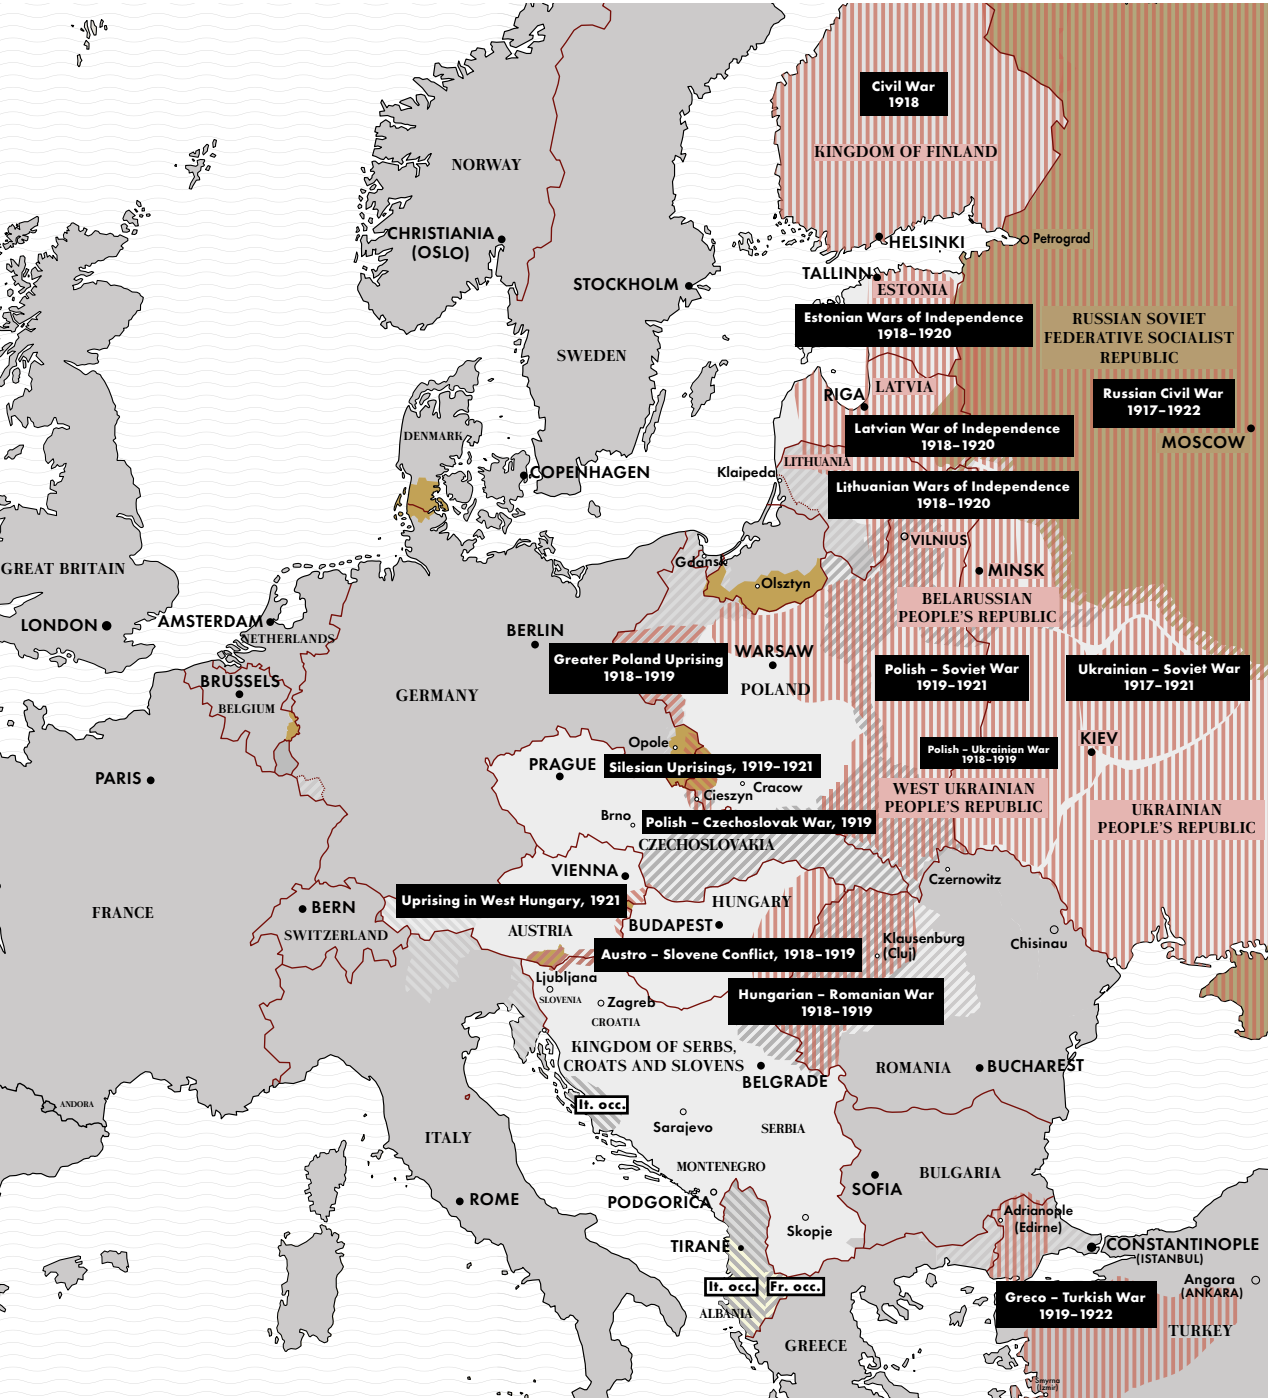 Civil War
1918
KINGDOM OF FINLAND
NORWAY
CHRISTIANIA
(OSLO)
HELSINKI
Petrograd
TALLINN
STOCKHOLM
ESTONIA
Estonian Wars of Independence
1918–1920
RUSSIAN SOVIET
FEDERATIVE SOCIALIST
REPUBLIC
SWEDEN
RIGA
LATVIA
Russian Civil War
1917–1922
MOSCOW
DENMARK
Latvian War of Independence
1918–1920
COPENHAGEN
Klaipeda
LITHUANIA
Lithuanian Wars of Independence
1918–1920
VILNIUS
GREAT BRITAIN
Gdansk
Olsztyn
MINSK
BELARUSSIAN
PEOPLE'S REPUBLIC
LONDON
AMSTERDAM
NETHERLANDS
BERLIN
Greater Poland Uprising
1918–1919
WARSAW
POLAND
Polish – Soviet War
1919–1921
Ukrainian – Soviet War
1917–1921
BRUSSELS
BELGIUM
GERMANY
Opole
KIEV
Polish – Ukrainian War
1918–1919
PARIS
PRAGUE
Silesian Uprisings, 1919–1921
Cracow
Cieszyn
WEST UKRAINIAN
PEOPLE'S REPUBLIC
UKRAINIAN
PEOPLE'S REPUBLIC
Brno
Polish – Czechoslovak War, 1919
CZECHOSLOVAKIA
VIENNA
Czernowitz
Uprising in West Hungary, 1921
HUNGARY
FRANCE
BERN
SWITZERLAND
AUSTRIA
BUDAPEST
Klausenburg
(Cluj)
Chisinau
Austro – Slovene Conflict, 1918–1919
Ljubljana
SLOVENIA
Zagreb
CROATIA
Hungarian – Romanian War
1918–1919
KINGDOM OF SERBS,
CROATS AND SLOVENS
BELGRADE
ROMANIA
BUCHAREST
ANDORA
It. occ.
Sarajevo
SERBIA
ITALY
MONTENEGRO
BULGARIA
SOFIA
ROME
PODGORICA
Skopje
Adrianople
(Edirne)
TIRANË
CONSTANTINOPLE
(ISTANBUL)
It. occ.
Fr. occ.
ALBANIA
Angora
(ANKARA)
Greco – Turkish War
1919–1922
TURKEY
GREECE
Smyrna
(Izmir)